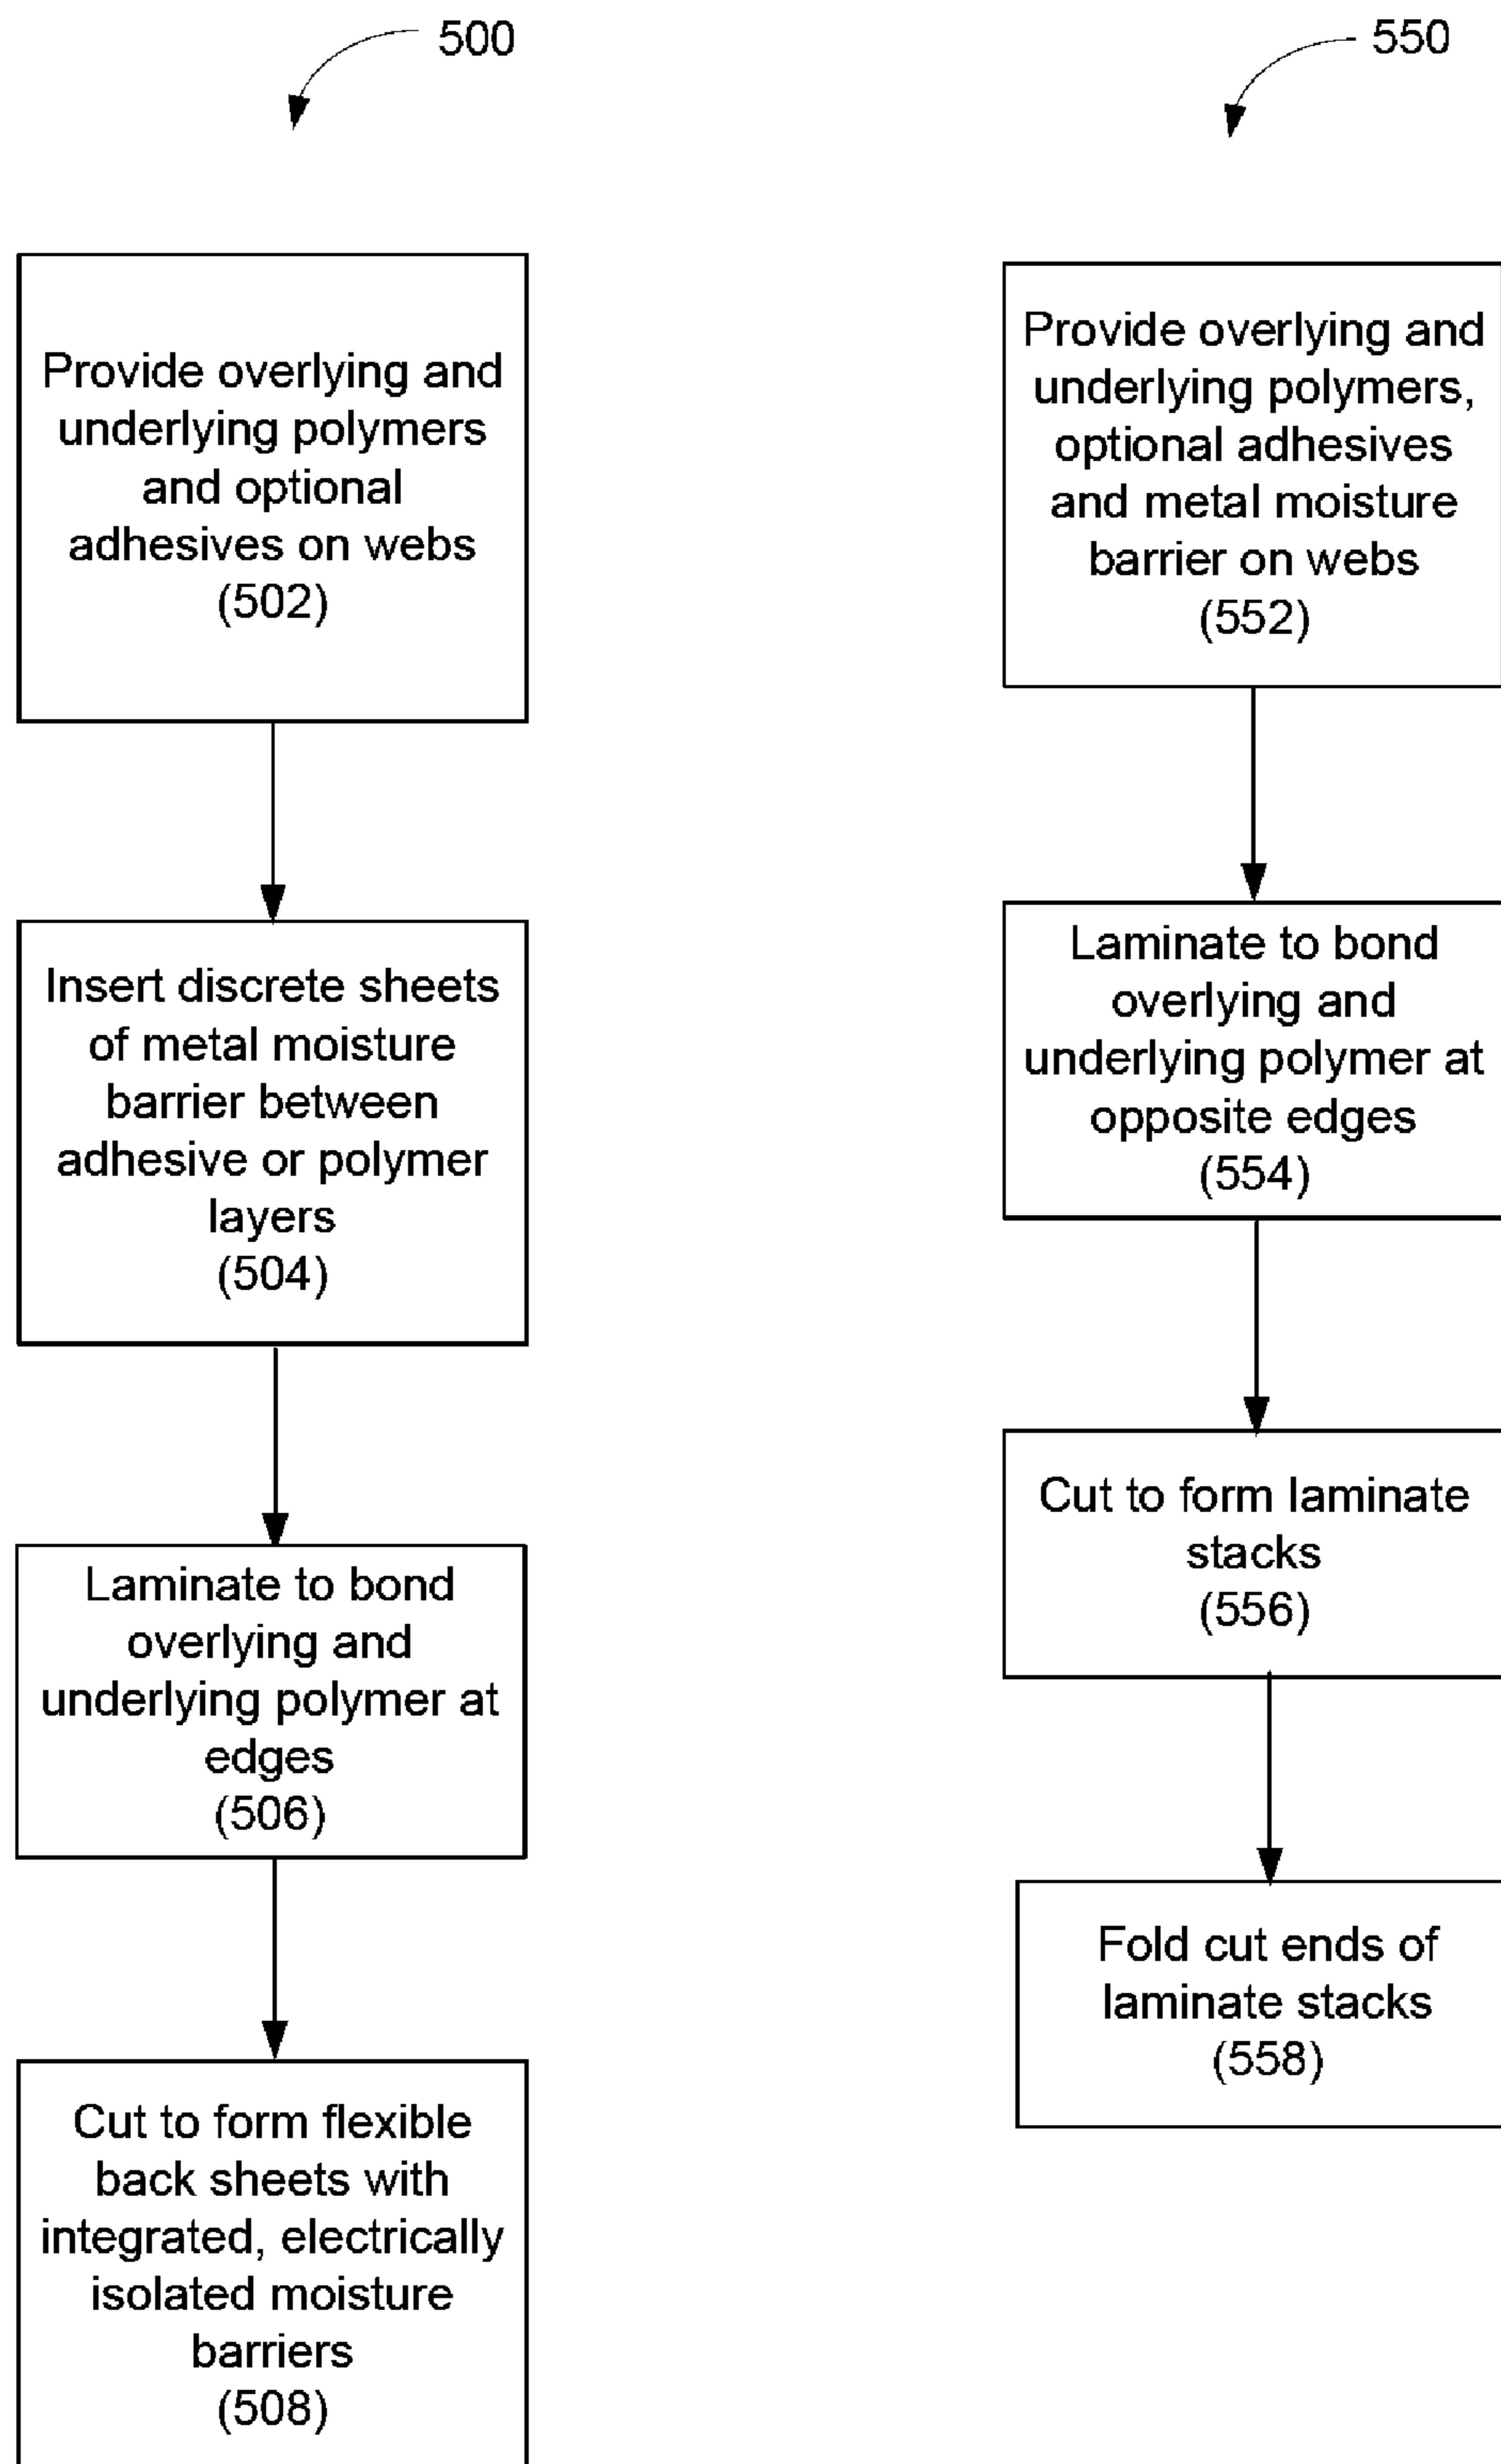 500
Provide overlying and
underlying polymers
and optional
adhesives on webs
(502)
Insert discrete sheets
of metal moisture
barrier between
adhesive or polymer
layers
(504)
Laminate to bond
overlying and
underlying polymer at
edges
(506)
Cut to form flexible
back sheets with
integrated, electrically
isolated moisture
barriers
(508)
550
Provide overlying and
underlying polymers,
optional adhesives
and metal moisture
barrier on webs
(552)
Laminate to bond
overlying and
underlying polymer at
opposite edges
(554)
Cut to form laminate
stacks
(556)
Fold cut ends of
laminate stacks
(558)